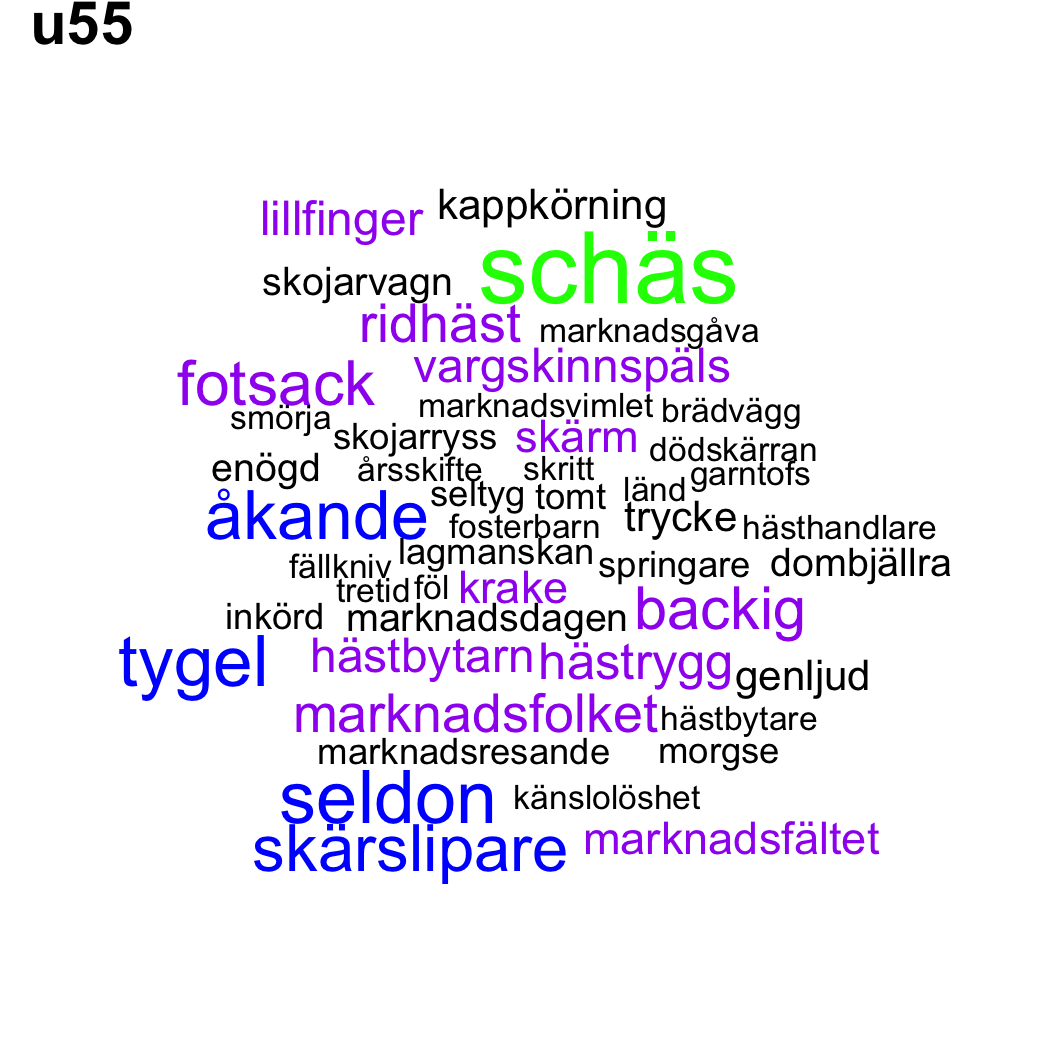 u55
lillfinger kappkörning
skojarvagn schäs
ridhäst marknadsgåva
fotsack vargskinnspäls
smörja marknadsvimlet brädvägg
skojarryss skärm dödskärran
enögd årsskifte skritt garntofs
åkande seltyg tomt länd
fosterbarn trycke hästhandlare
fällkniv lagmanskan springare dombjällra
tretid föl krake backig
inkörd marknadsdagen
tygel hästbytarn hästrygg genljud
marknadsfolket hästbytare
marknadsresande morgse
seldon känslolöshet
skärslipare marknadsfältet